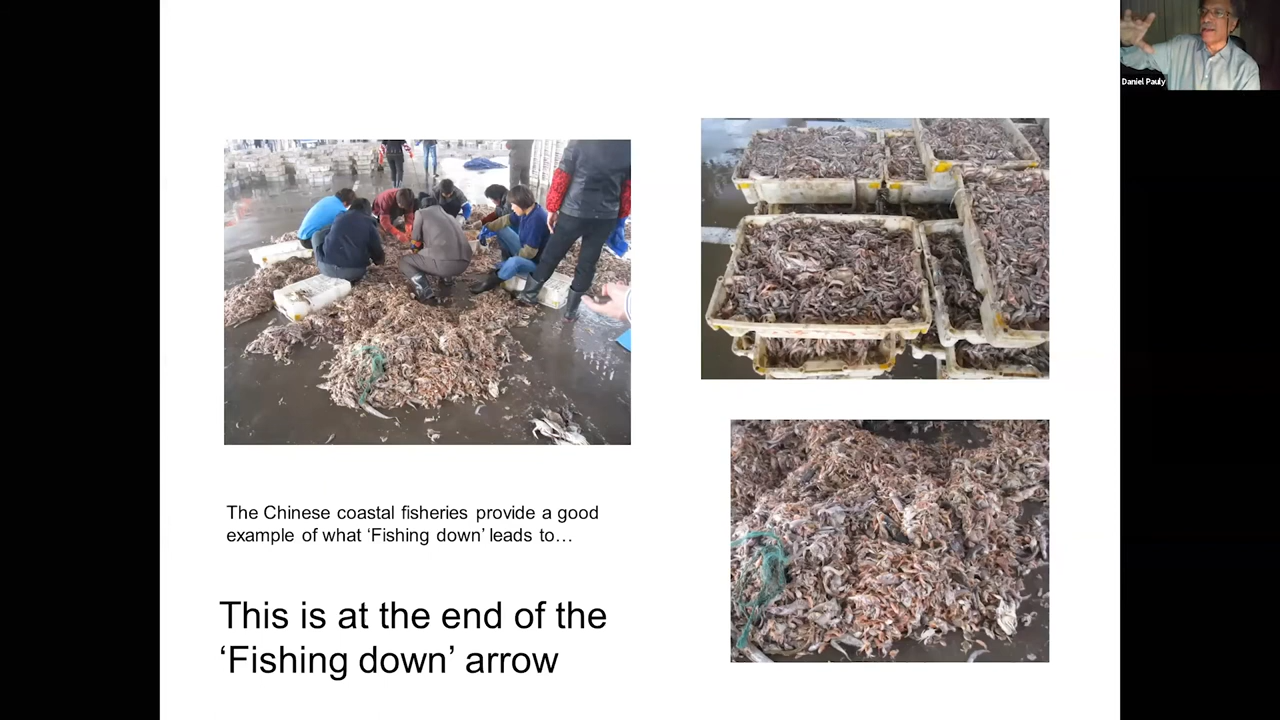 Daniel Pauly
The Chinese coastal fisheries provide a good
example of what ‘Fishing down’ leads to…
This is at the end of the
‘Fishing down’ arrow